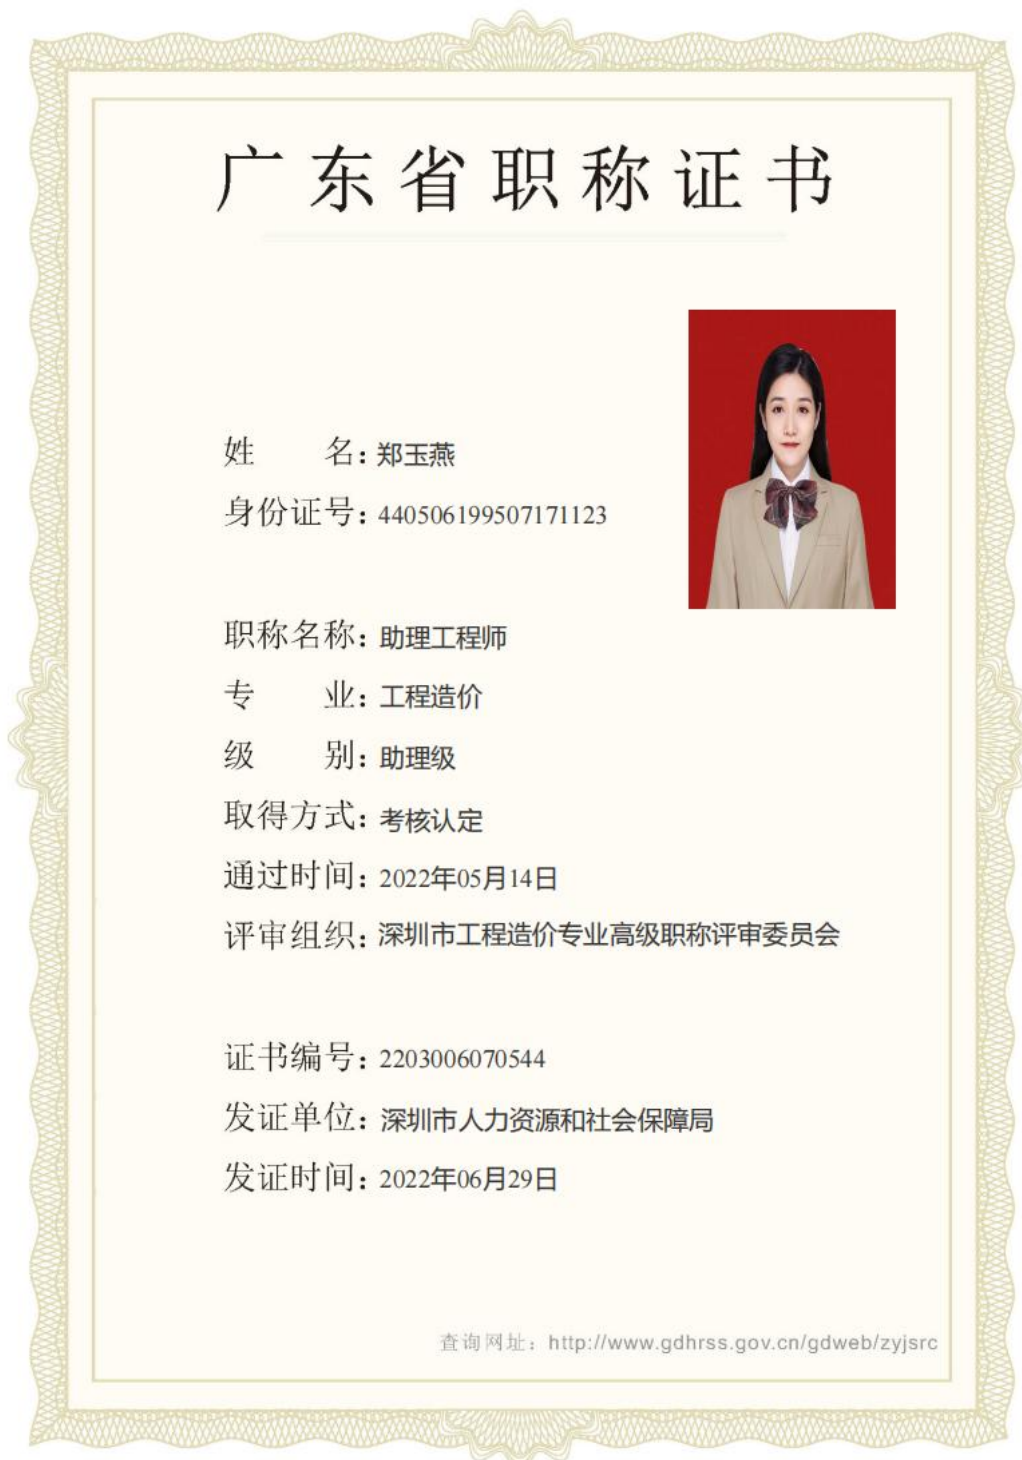 广东省职称证书
姓名：郑玉燕
身份证号：440506199507171123
职称名称：助理工程师
专业：工程造价
级别：助理级
取得方式：考核认定
通过时间：2022年05月14日
评审组织：深圳市工程造价专业高级职称评审委员会
证书编号：2203006070544
发证单位：深圳市人力资源和社会保障局
发证时间：2022年06月29日
查询网址：http://www.gdhrss.gov.cn/gdweb/zyjsrc